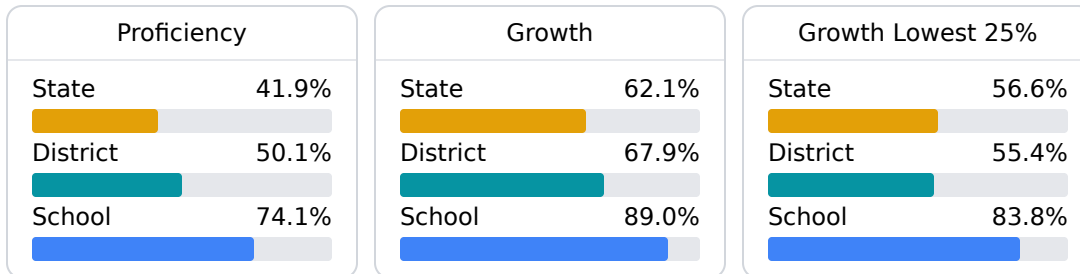 Proficiency
State 41.9%
District 50.1%
School 74.1%
Growth
State 62.1%
District 67.9%
School 89.0%
Growth Lowest 25%
State 56.6%
District 55.4%
School 83.8%